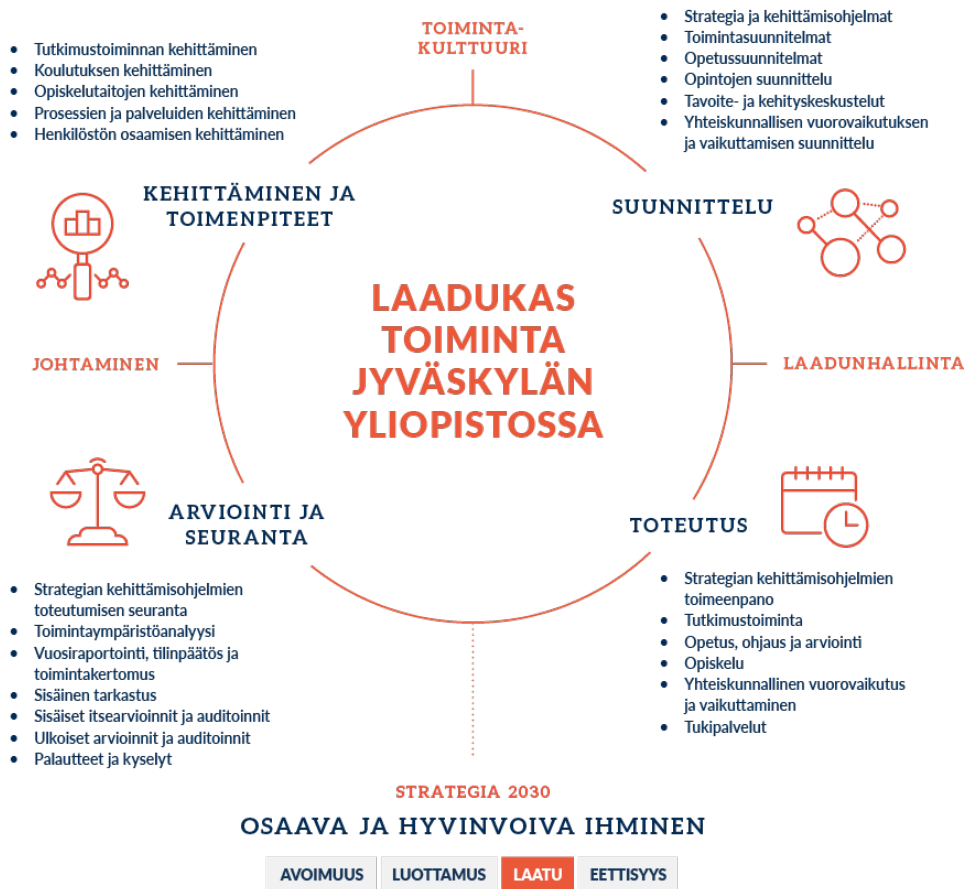 TOIMINTA-
KULTTUURI
• Tutkimustoiminnan kehittäminen
• Koulutuksen kehittäminen
• Opiskelutaitojen kehittäminen
• Prosessien ja palveluiden kehittäminen
• Henkilöstön osaamisen kehittäminen
KEHITTÄMINEN JA
TOIMENPITEET
• Strategia ja kehittämisohjelmat
• Toimintasuunnitelmat
• Opetussuunnitelmat
• Opintojen suunnittelu
• Tavoite- ja kehityskeskustelut
• Yhteiskunnallisen vuorovaikutuksen
ja vaikuttamisen suunnittelu
SUUNNITTELU
LAADUKAS
TOIMINTA
JYVÄSKYLÄN
YLIOPISTOSSA
JOHTAMINEN
LAADUNHALLINTA
ARVIOINTI JA
SEURANTA
• Strategian kehittämisohjelmien
toteutumisen seuranta
• Toimintaympäristöanalyysi
• Vuosiraportointi, tilinpäätös ja
toimintakertomus
• Sisäinen tarkastus
• Sisäiset itsearvioinnit ja auditoinnit
• Ulkoiset arvioinnit ja auditoinnit
• Palautteet ja kyselyt
TOTEUTUS
• Strategian kehittämisohjelmien
toimeenpano
• Tutkimustoiminta
• Opetus, ohjaus ja arviointi
• Opiskelu
• Yhteiskunnallinen vuorovaikutus
ja vaikuttaminen
• Tukipalvelut
STRATEGIA 2030
OSAAVA JA HYVINVOIVA IHMINEN
AVOIMUUS LUOTTAMUS LAATU EETTISYYS